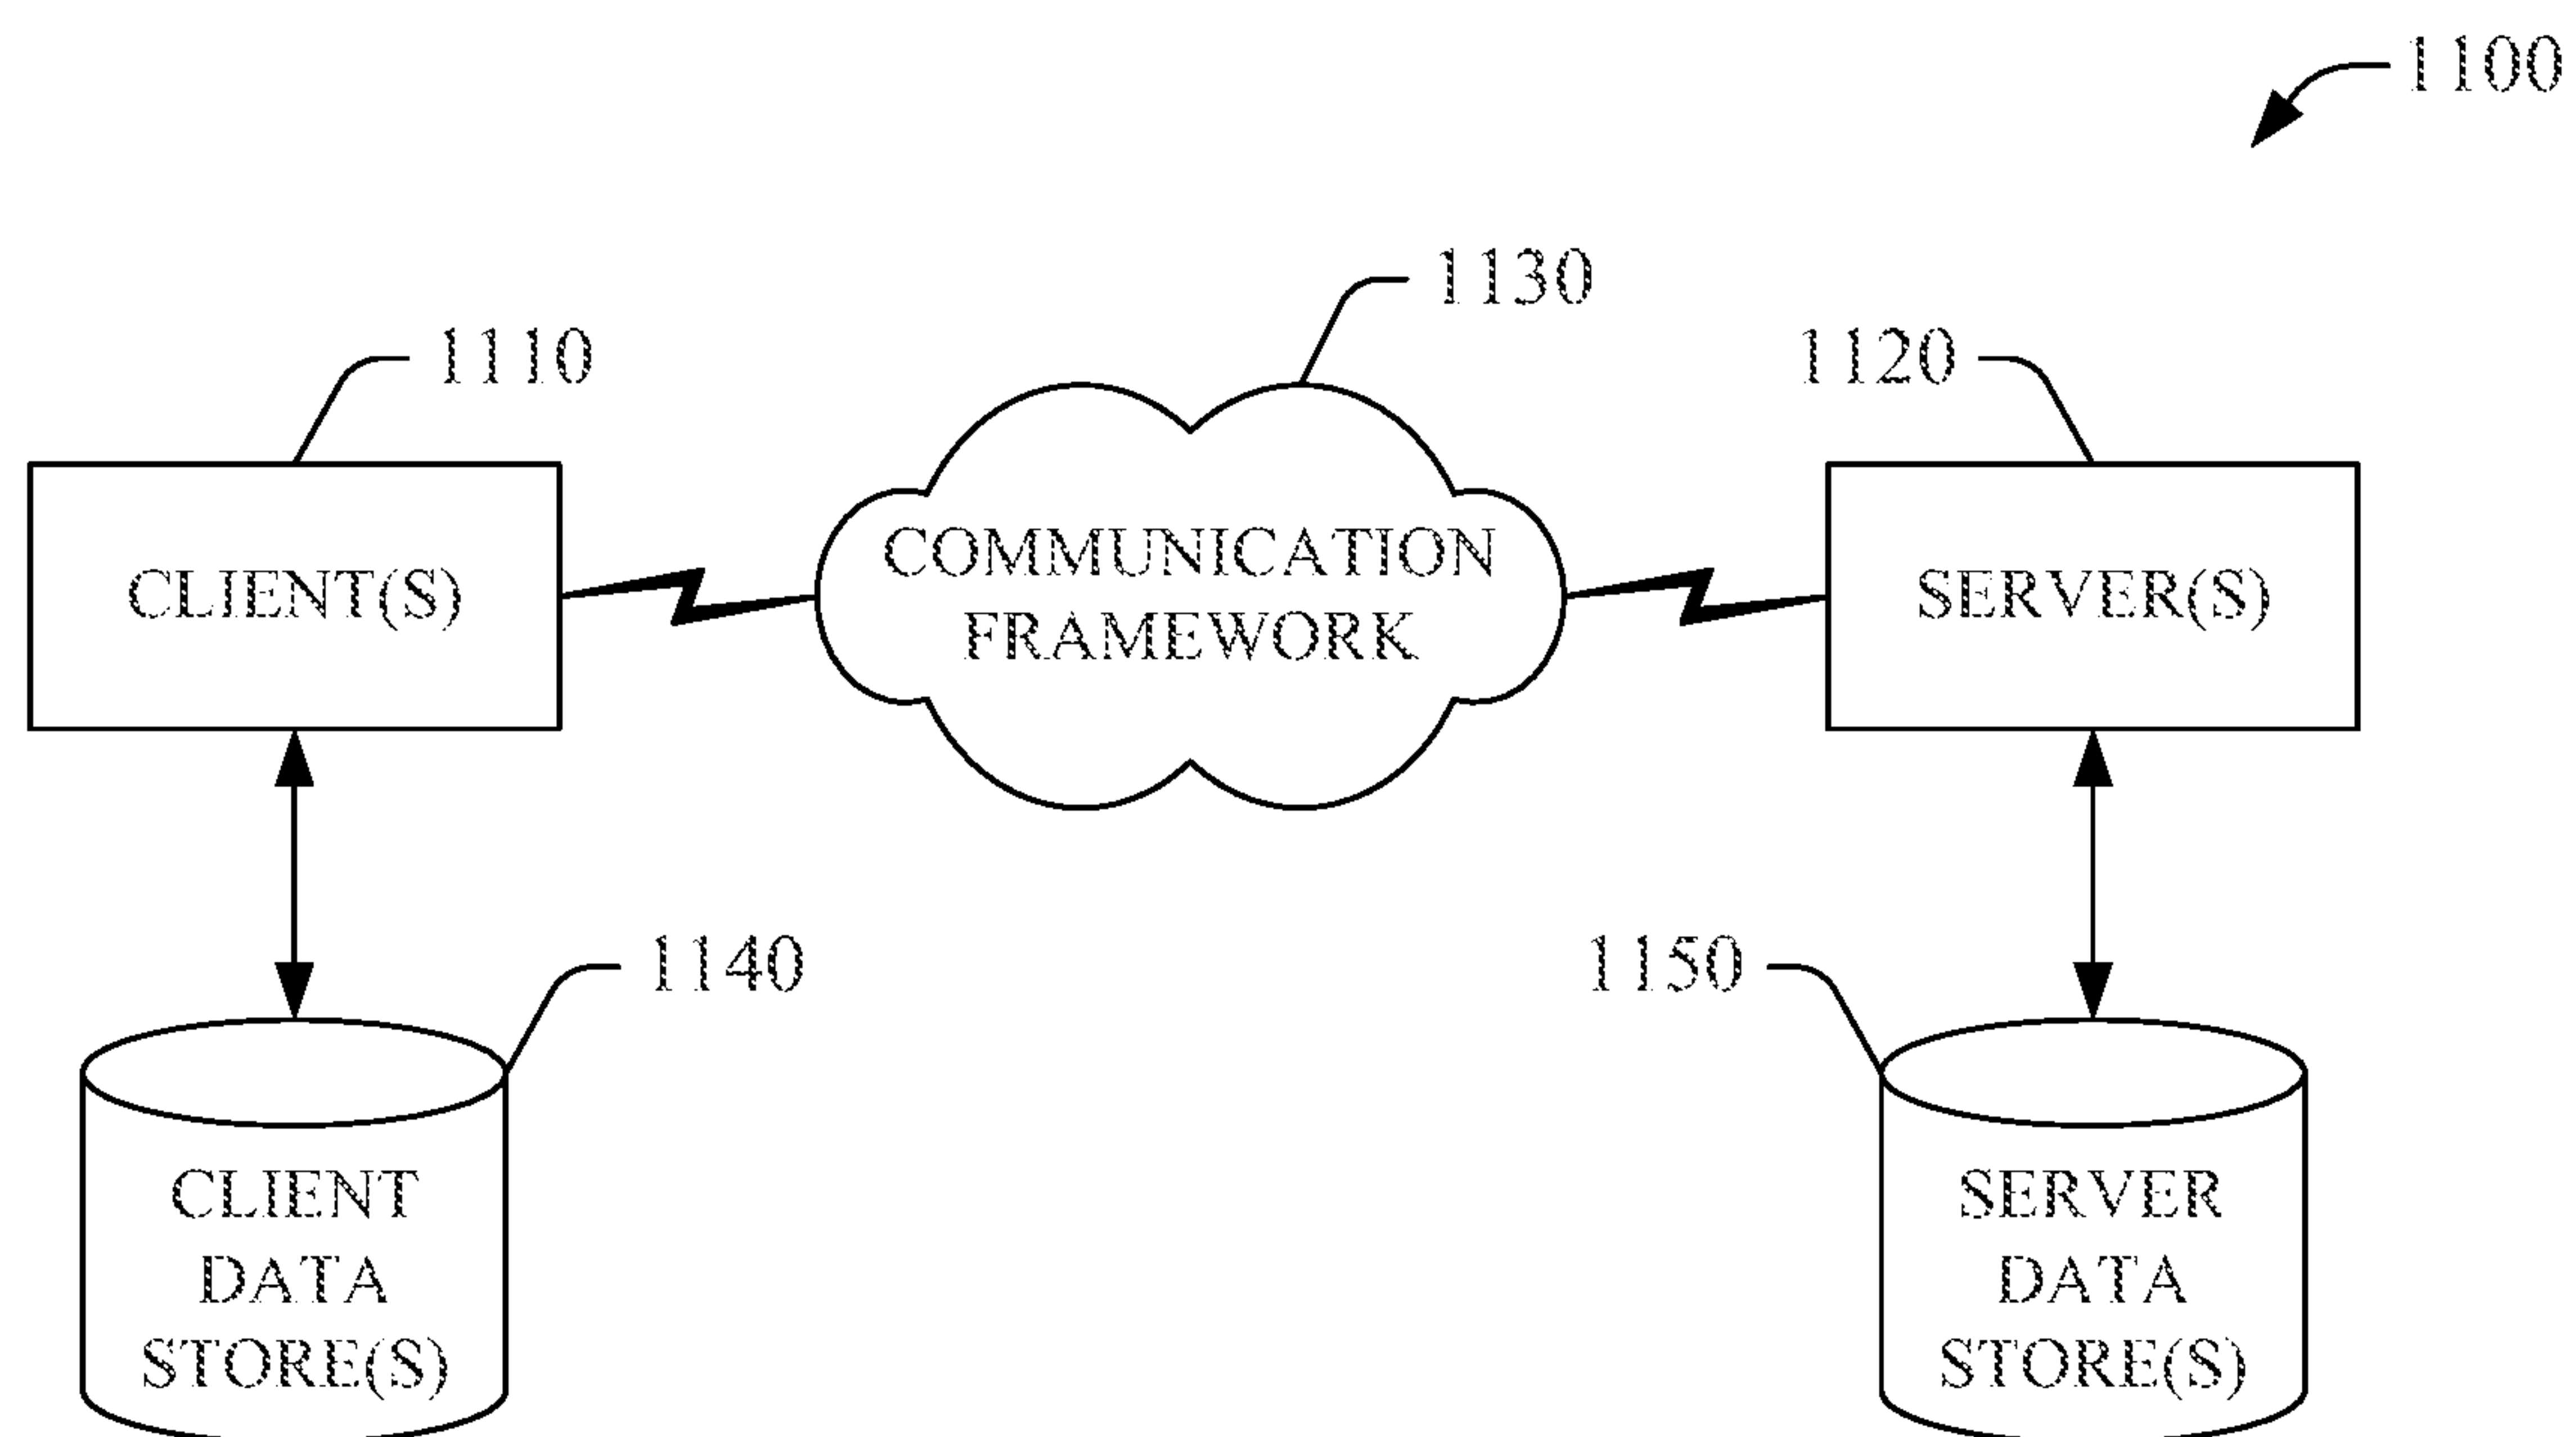 1100
1130
1110
1120
COMMUNICATION
FRAMEWORK
CLIENT(S)
SERVER(S)
1140
1150
CLIENT
DATA
STORE(S)
SERVER
DATA
STORE(S)